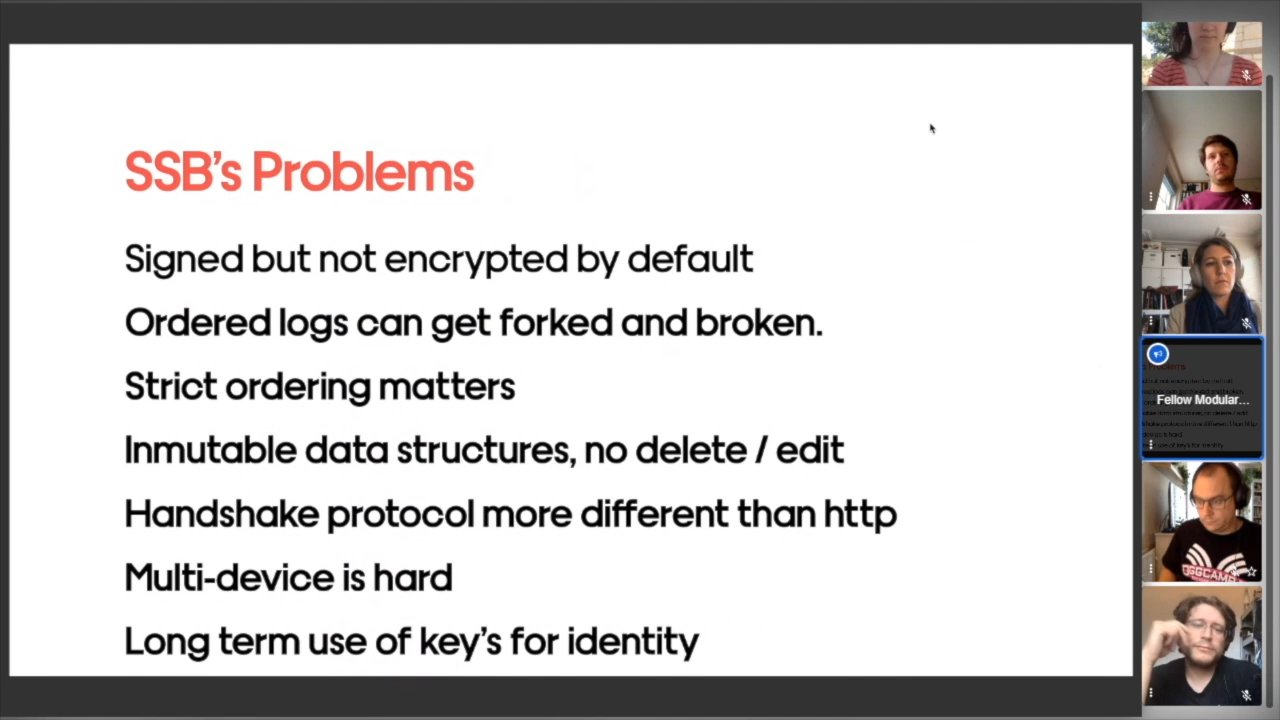 SSB's Problems
Signed but not encrypted by default
Ordered logs can get forked and broken.
Strict ordering matters
Inmutable data structures, no delete / edit
Handshake protocol more different than http
Multi-device is hard
Long term use of key's for identity
Fellow Modular...